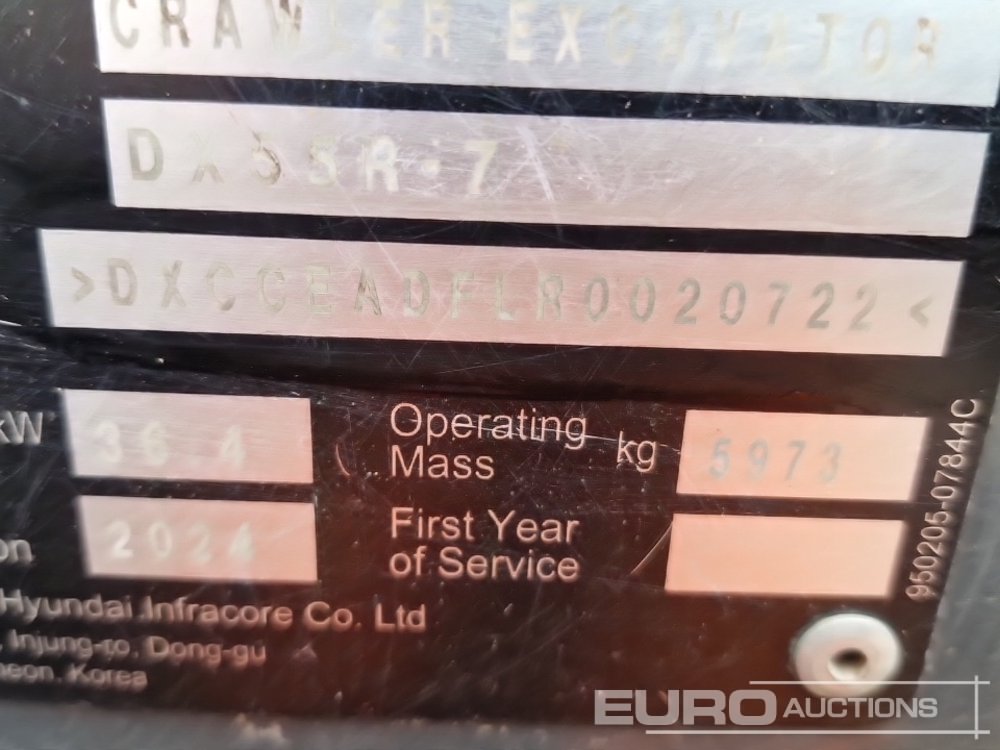 CRAWLER EXCAVATOR
DX55R-7
>DXCCEADFLR0020722<
kW 36.4 Operating Mass kg 5973
on 2024 First Year of Service
Hyundai Infracore Co. Ltd
, Injung-ro, Dong-gu
heon, Korea
950205-07844C
EURO AUCTIONS